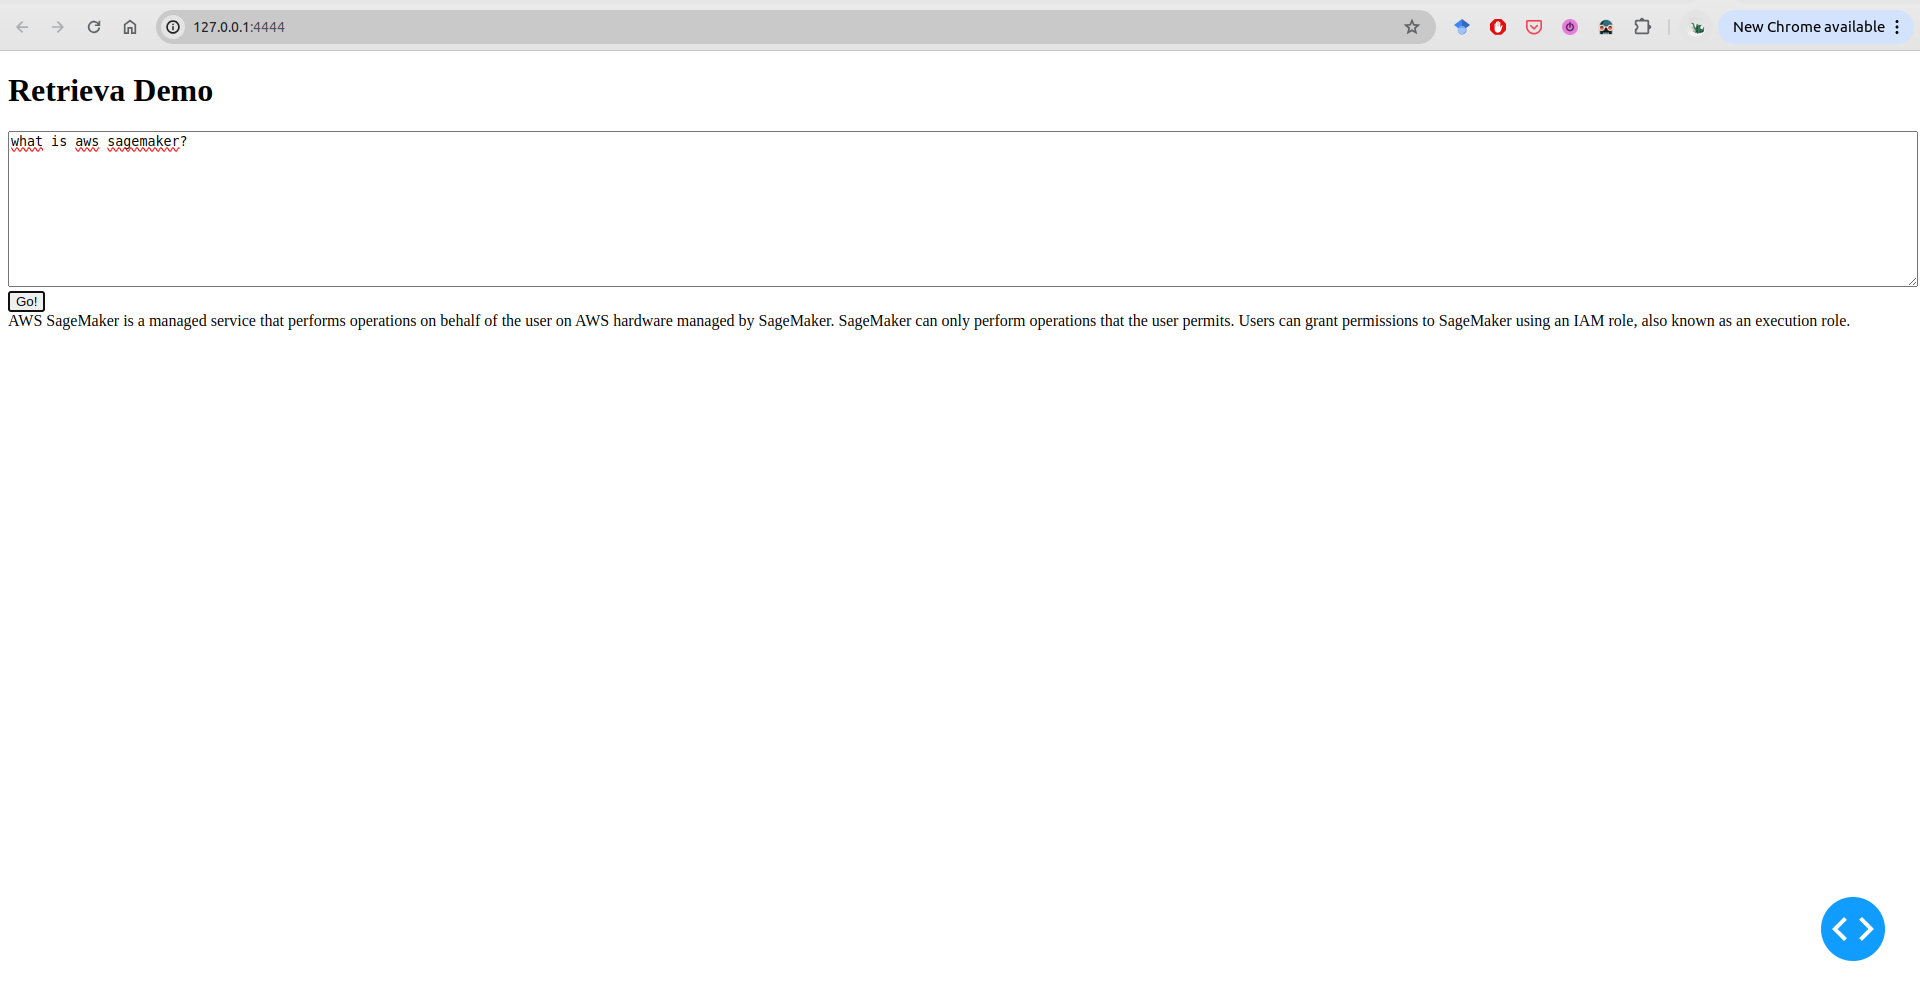 127.0.0.1:4444
New Chrome available
Retrieva Demo
what is aws sagemaker?
Go!
AWS SageMaker is a managed service that performs operations on behalf of the user on AWS hardware managed by SageMaker. SageMaker can only perform operations that the user permits. Users can grant permissions to SageMaker using an IAM role, also known as an execution role.